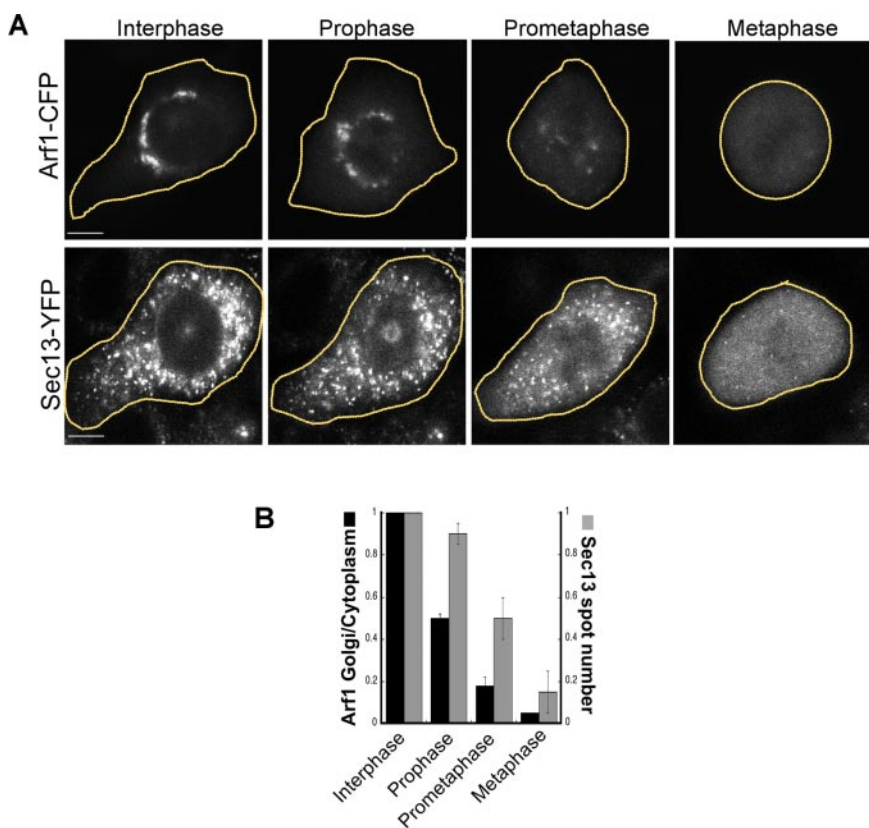 A
Interphase
Prophase
Prometaphase
Metaphase
Arf1-CFP
Sec13-YFP
B
Arf1 Golgi/Cytoplasm
1
0.8
0.6
0.4
0.2
0
1
0.8
0.6
0.4
0.2
0
Sec13 spot number
Interphase
Prophase
Prometaphase
Metaphase